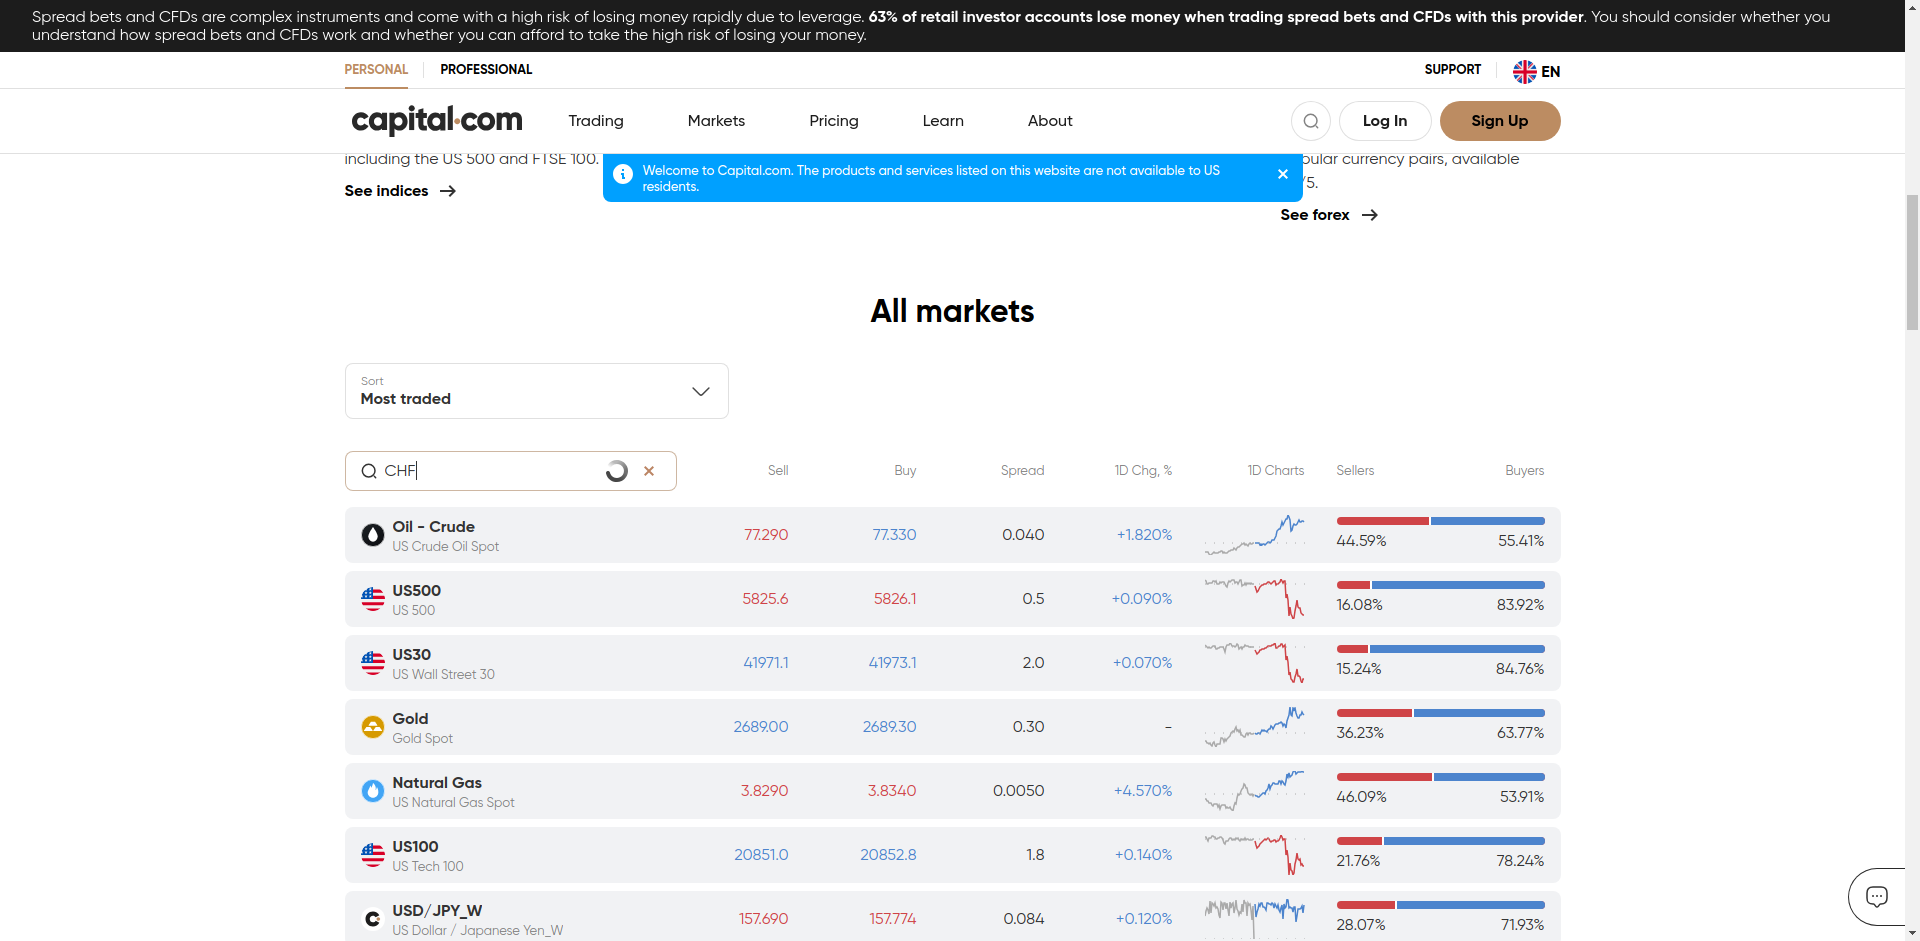 Spread bets and CFDs are complex instruments and come with a high risk of losing money rapidly due to leverage. 63% of retail investor accounts lose money when trading spread bets and CFDs with this provider. You should consider whether you
understand how spread bets and CFDs work and whether you can afford to take the high risk of losing your money.
PERSONAL PROFESSIONAL SUPPORT EN
capital.com Trading Markets Pricing Learn About Log In Sign Up
including the US 500 and FTSE 100.
Welcome to Capital.com. The products and services listed on this website are not available to US
residents.
pular currency pairs, available
/5.
See indices
See forex
All markets
Sort
Most traded
CHF Sell Buy Spread 1D Chg, % 1D Charts Sellers Buyers
Oil - Crude
US Crude Oil Spot
77.290 77.330 0.040 +1.820% 44.59% 55.41%
US500
US 500
5825.6 5826.1 0.5 +0.090% 16.08% 83.92%
US30
US Wall Street 30
41971.1 41973.1 2.0 +0.070% 15.24% 84.76%
Gold
Gold Spot
2689.00 2689.30 0.30 - 36.23% 63.77%
Natural Gas
US Natural Gas Spot
3.8290 3.8340 0.0050 +4.570% 46.09% 53.91%
US100
US Tech 100
20851.0 20852.8 1.8 +0.140% 21.76% 78.24%
USD/JPY_W
US Dollar / Japanese Yen_W
157.690 157.774 0.084 +0.120% 28.07% 71.93%